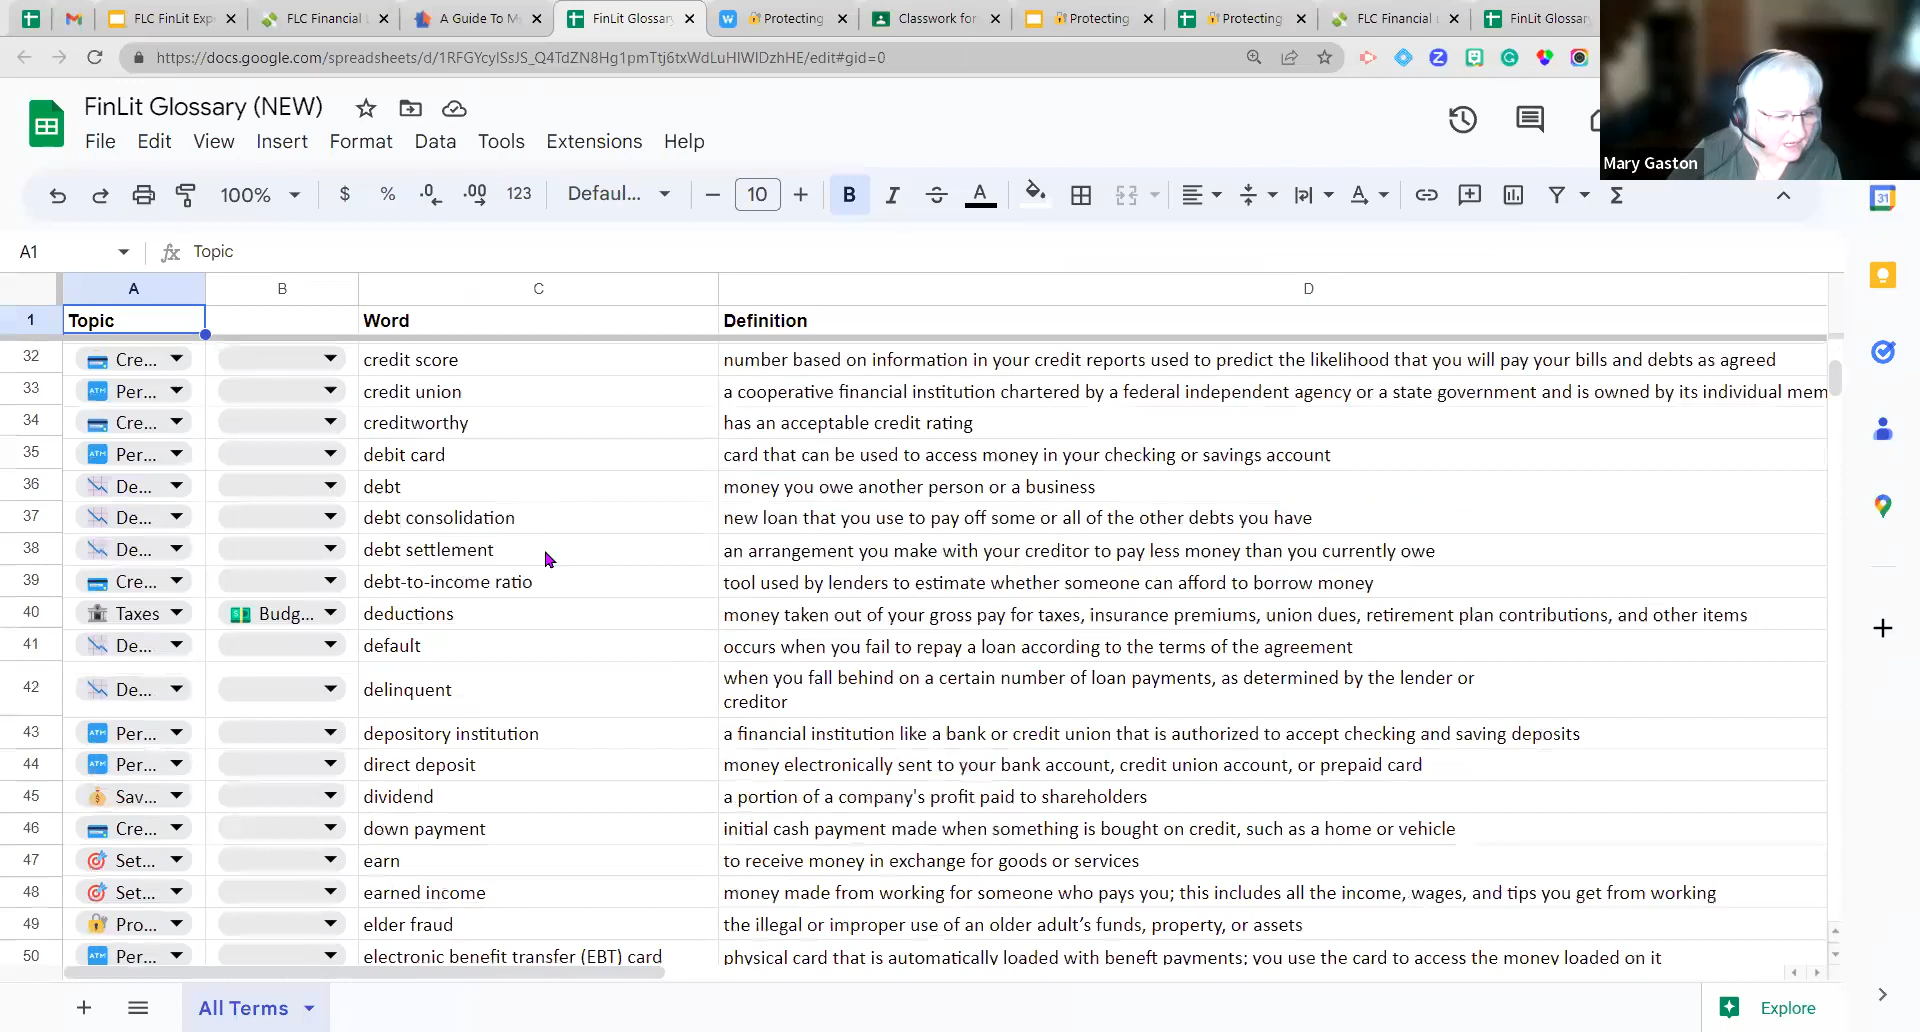 FLC FinLit Exp
FLC Financial
A Guide To M
FinLit Glossary
Protecting
Classwork for
Protecting
Protecting
FLC Financial
FinLit Glossary
https://docs.google.com/spreadsheets/d/1RFGYcylSsJS_Q4TdZN8Hg1pmTtj6txWdLuHIWIDzhHE/edit#gid=0
FinLit Glossary (NEW)
File Edit View Insert Format Data Tools Extensions Help
Mary Gaston
100% $ % .0 .00 123 Defaul... 10 B I A Σ
31
A1 fx Topic
A B C D
1 Topic Word Definition
32 Cre... credit score number based on information in your credit reports used to predict the likelihood that you will pay your bills and debts as agreed
33 ATM Per... credit union a cooperative financial institution chartered by a federal independent agency or a state government and is owned by its individual mem
34 Cre... creditworthy has an acceptable credit rating
35 ATM Per... debit card card that can be used to access money in your checking or savings account
36 De... debt money you owe another person or a business
37 De... debt consolidation new loan that you use to pay off some or all of the other debts you have
38 De... debt settlement an arrangement you make with your creditor to pay less money than you currently owe
39 Cre... debt-to-income ratio tool used by lenders to estimate whether someone can afford to borrow money
40 Taxes Budg... deductions money taken out of your gross pay for taxes, insurance premiums, union dues, retirement plan contributions, and other items
41 De... default occurs when you fail to repay a loan according to the terms of the agreement
42 De... delinquent when you fall behind on a certain number of loan payments, as determined by the lender or
creditor
43 ATM Per... depository institution a financial institution like a bank or credit union that is authorized to accept checking and saving deposits
44 ATM Per... direct deposit money electronically sent to your bank account, credit union account, or prepaid card
45 Sav... dividend a portion of a company's profit paid to shareholders
46 Cre... down payment initial cash payment made when something is bought on credit, such as a home or vehicle
47 Set... earn to receive money in exchange for goods or services
48 Set... earned income money made from working for someone who pays you; this includes all the income, wages, and tips you get from working
49 Pro... elder fraud the illegal or improper use of an older adult’s funds, property, or assets
50 ATM Per... electronic benefit transfer (EBT) card physical card that is automatically loaded with beneft payments; you use the card to access the money loaded on it
All Terms
Explore